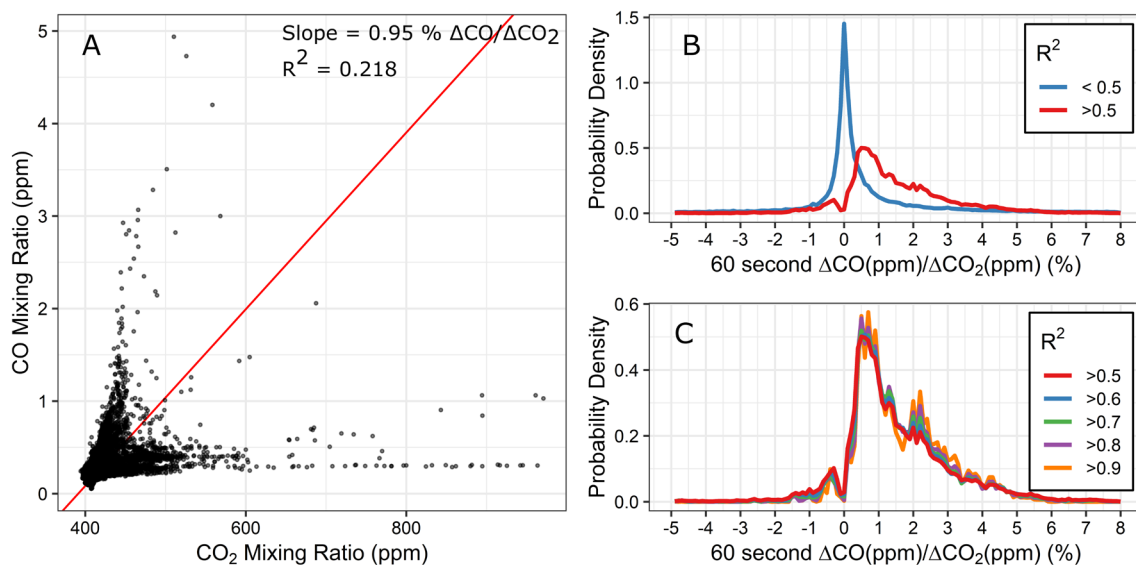 A
Slope = 0.95 % ΔCO/ΔCO₂
R² = 0.218
CO Mixing Ratio (ppm)
5
4
3
2
1
0
400 600 800
CO₂ Mixing Ratio (ppm)
B
Probability Density
1.5
1.0
0.5
0.0
R²
< 0.5
>0.5
-5 -4 -3 -2 -1 0 1 2 3 4 5 6 7 8
60 second ΔCO(ppm)/ΔCO₂(ppm) (%)
C
Probability Density
0.6
0.4
0.2
0.0
R²
>0.5
>0.6
>0.7
>0.8
>0.9
-5 -4 -3 -2 -1 0 1 2 3 4 5 6 7 8
60 second ΔCO(ppm)/ΔCO₂(ppm) (%)